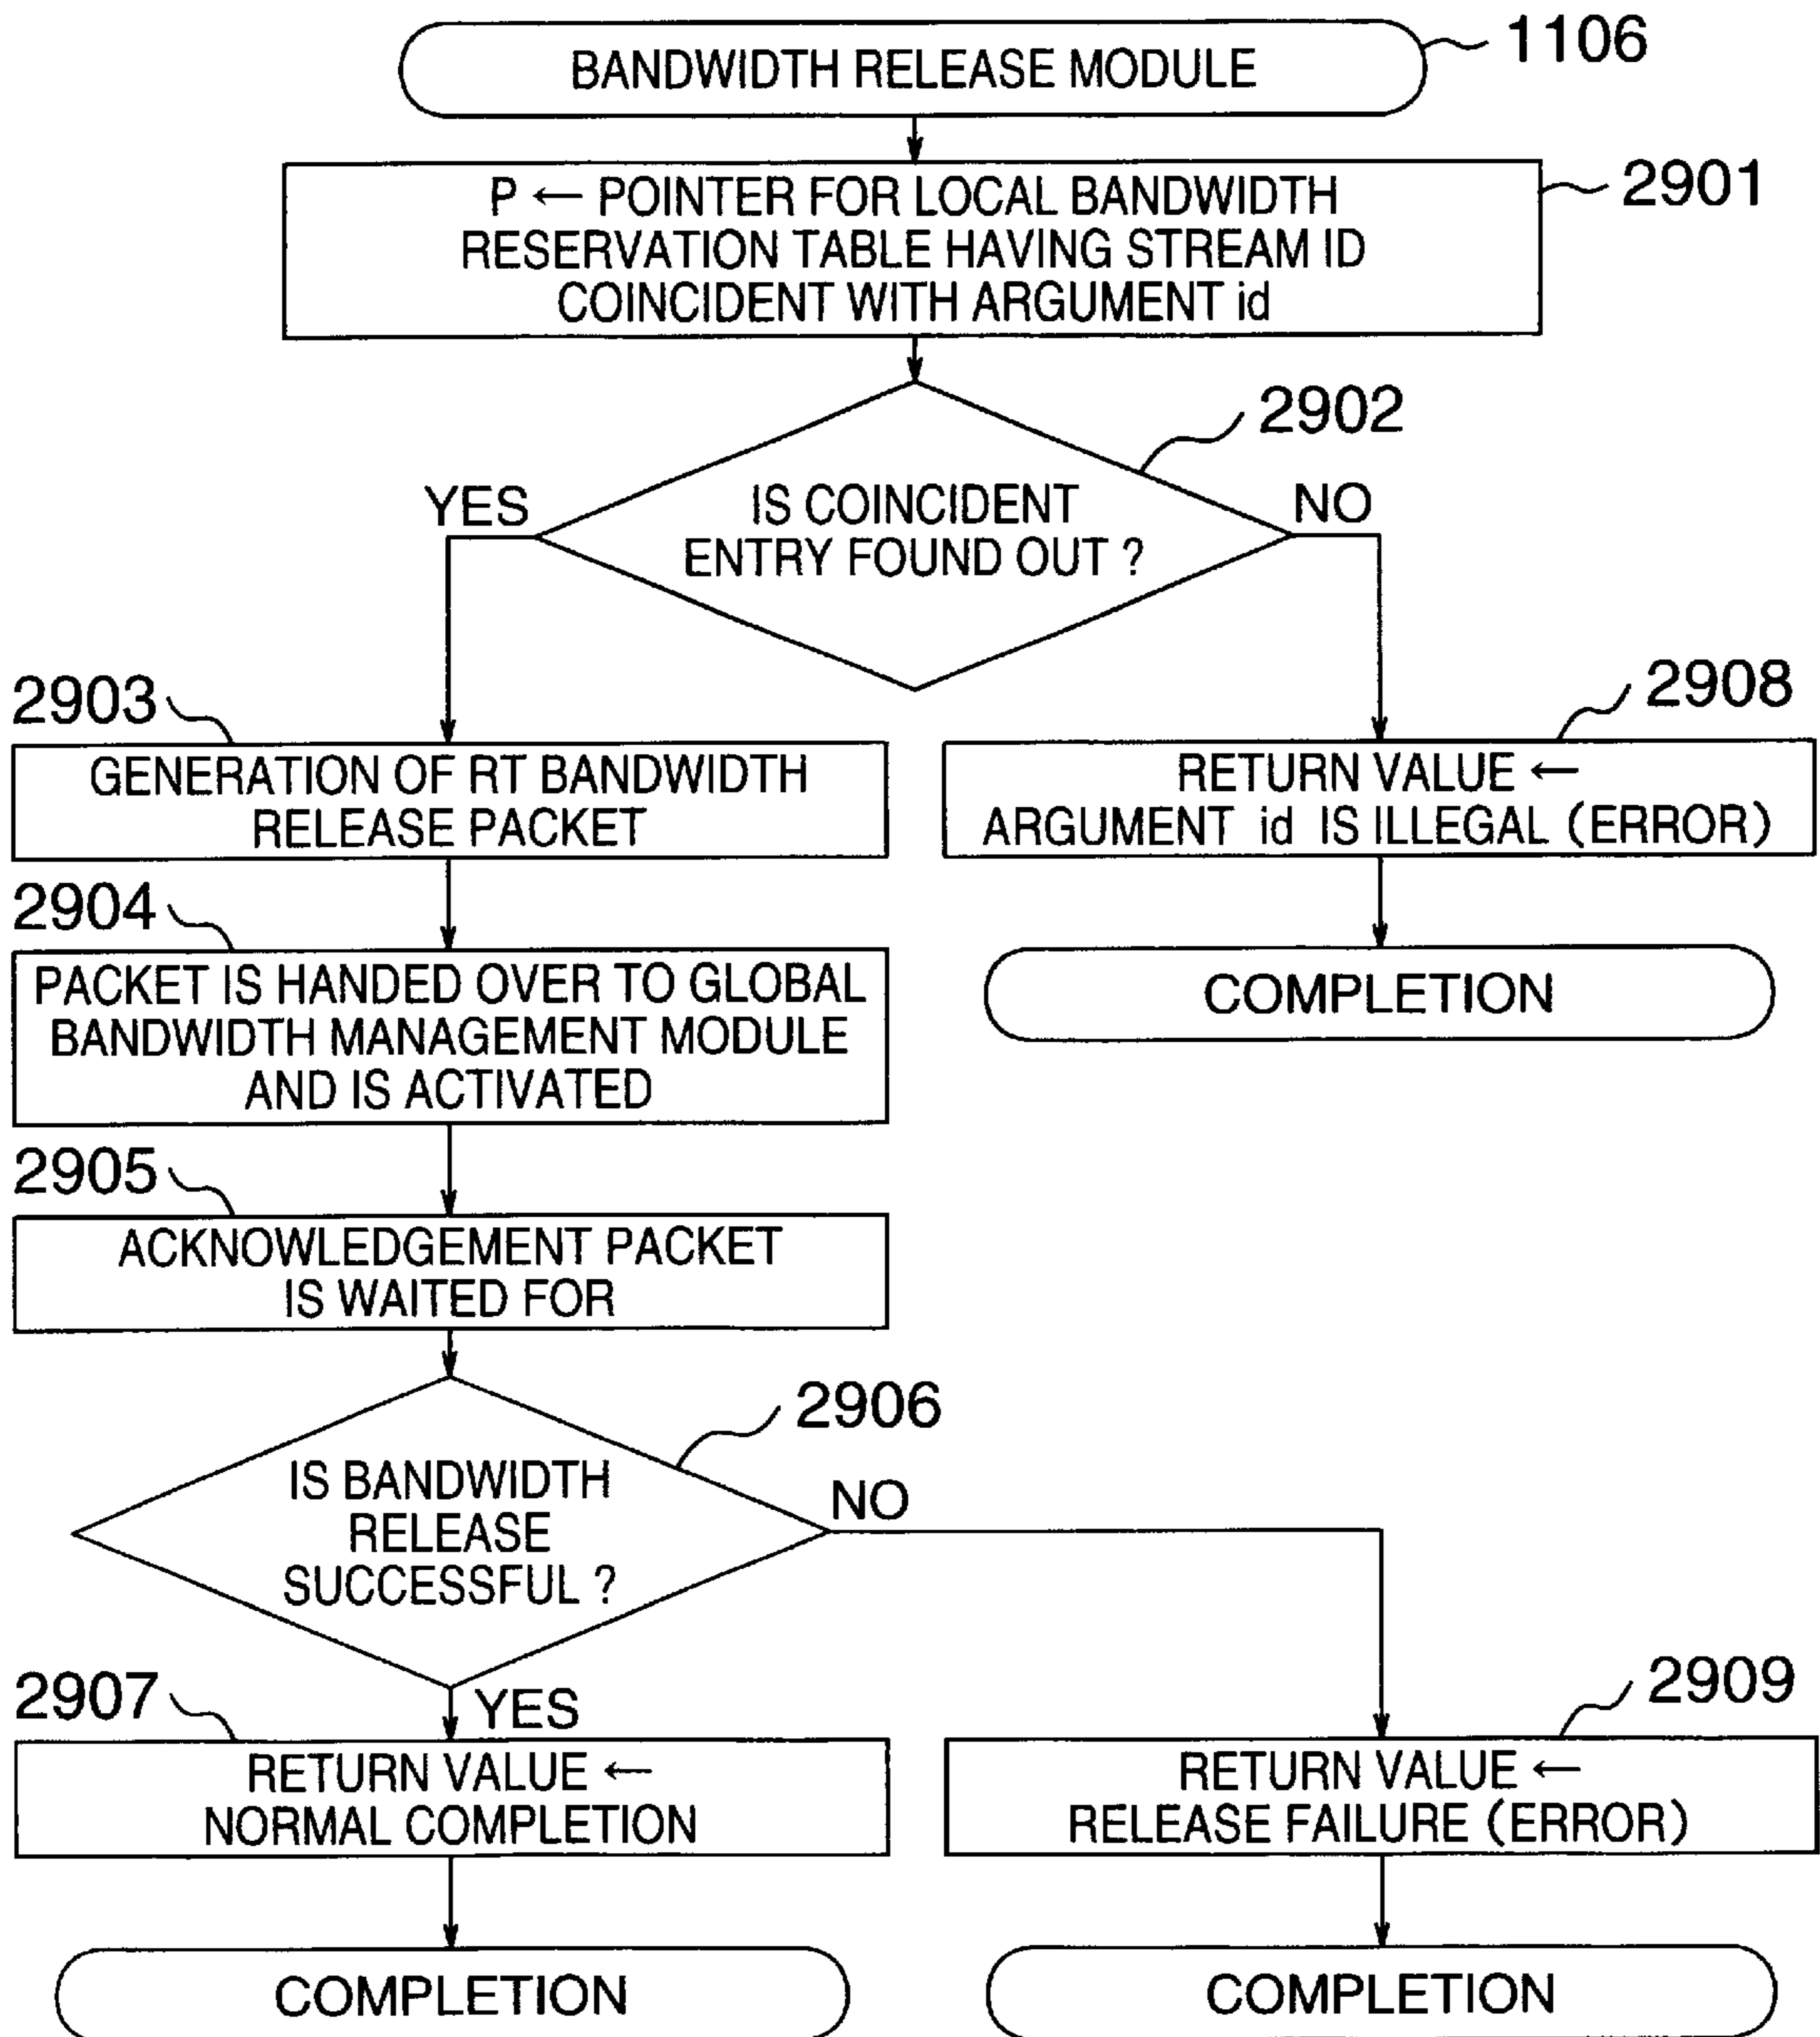 BANDWIDTH RELEASE MODULE
1106
P ← POINTER FOR LOCAL BANDWIDTH
RESERVATION TABLE HAVING STREAM ID
COINCIDENT WITH ARGUMENT id
2901
2902
IS COINCIDENT
ENTRY FOUND OUT ?
YES
NO
2903
GENERATION OF RT BANDWIDTH
RELEASE PACKET
2908
RETURN VALUE ←
ARGUMENT id IS ILLEGAL (ERROR)
2904
PACKET IS HANDED OVER TO GLOBAL
BANDWIDTH MANAGEMENT MODULE
AND IS ACTIVATED
COMPLETION
2905
ACKNOWLEDGEMENT PACKET
IS WAITED FOR
2906
IS BANDWIDTH
RELEASE
SUCCESSFUL ?
NO
YES
2907
RETURN VALUE ←
NORMAL COMPLETION
2909
RETURN VALUE ←
RELEASE FAILURE (ERROR)
COMPLETION
COMPLETION